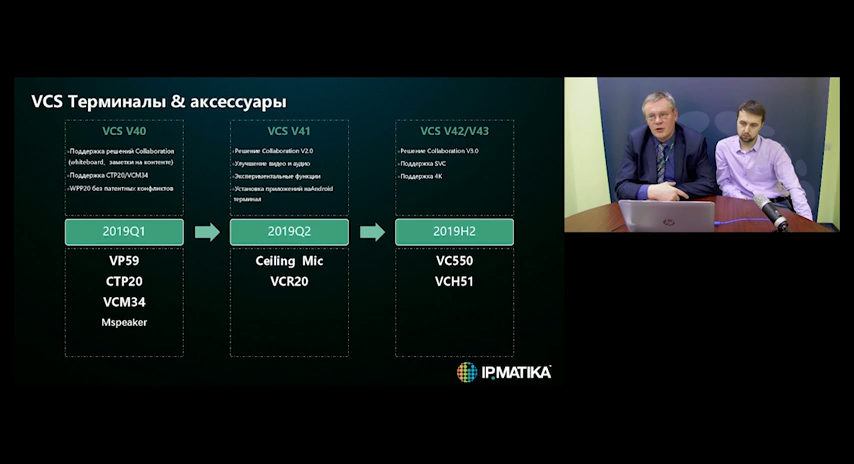 VCS Терминалы & аксессуары
VCS V40
-Поддержка решений Collaboration
(whiteboard, заметки на контенте)
-Поддержка CTP20/VCM34
-WPP20 без патентных конфликтов
2019Q1
VP59
CTP20
VCM34
Mspeaker
VCS V41
-Решение Collaboration V2.0
-Улучшение видео и аудио
-Экспериментальные функции
-Установка приложений наAndroid
терминал
2019Q2
Ceiling Mic
VCR20
VCS V42/V43
-Решение Collaboration V3.0
-Поддержка SVC
-Поддержка 4K
2019H2
VC550
VCH51
IPMATIKA